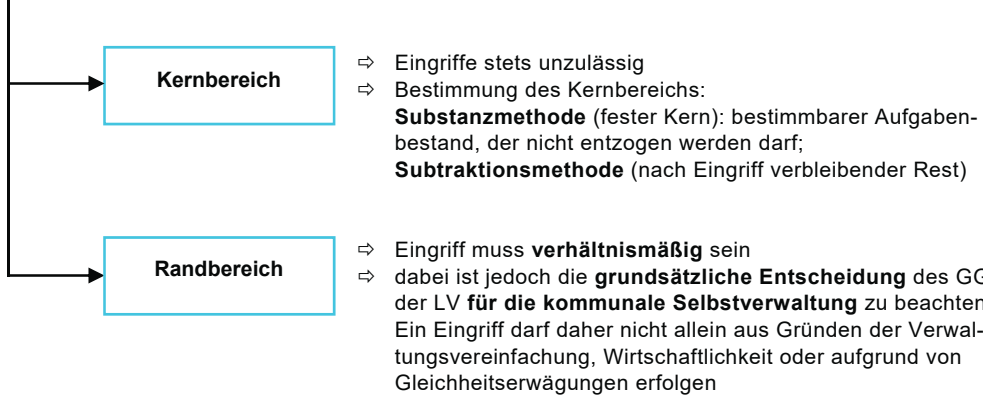 Kernbereich
⇨ Eingriffe stets unzulässig
⇨ Bestimmung des Kernbereichs:
Substanzmethode (fester Kern): bestimmbarer Aufgaben-
bestand, der nicht entzogen werden darf;
Subtraktionsmethode (nach Eingriff verbleibender Rest)
Randbereich
⇨ Eingriff muss verhältnismäßig sein
⇨ dabei ist jedoch die grundsätzliche Entscheidung des GG
der LV für die kommunale Selbstverwaltung zu beachten
Ein Eingriff darf daher nicht allein aus Gründen der Verwal-
tungsvereinfachung, Wirtschaftlichkeit oder aufgrund von
Gleichheitserwägungen erfolgen